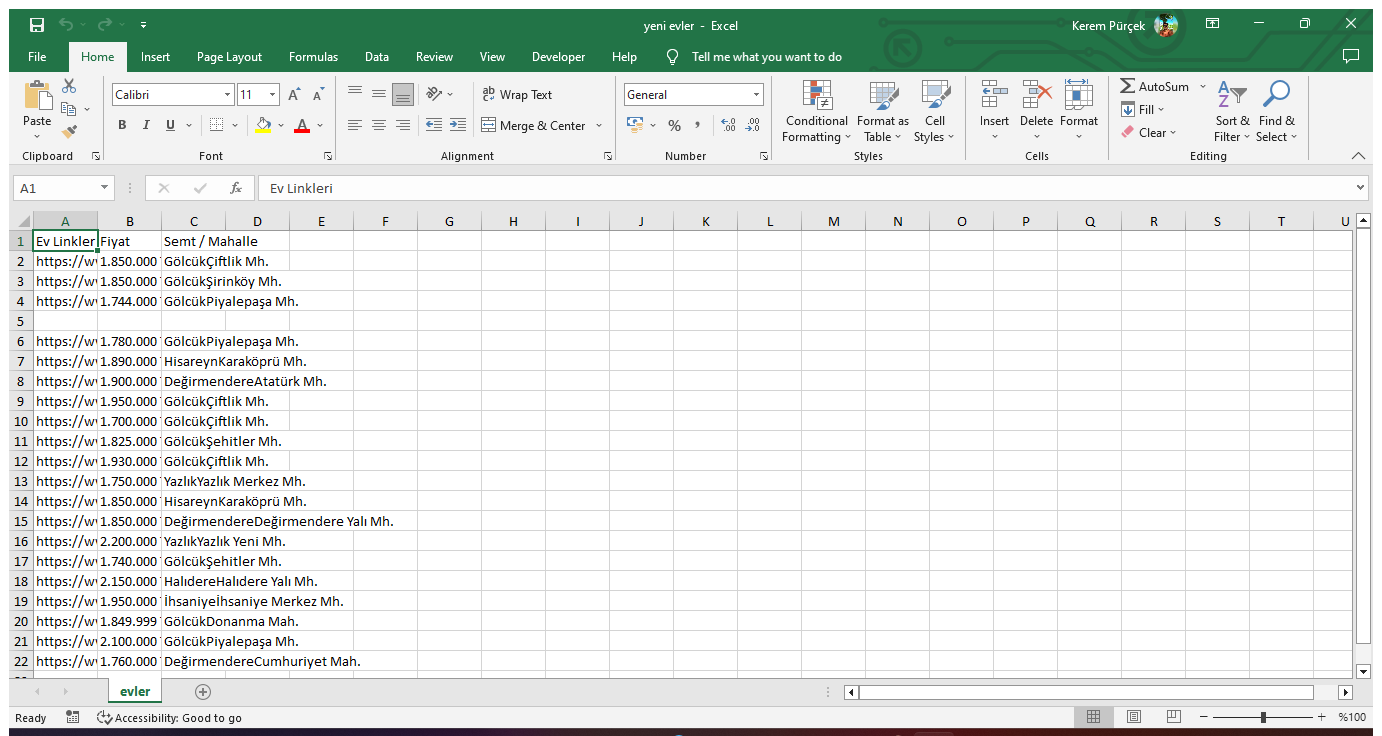 yeni evler - Excel
Kerem Pürçek
File Home Insert Page Layout Formulas Data Review View Developer Help Tell me what you want to do
Calibri 11 Wrap Text General AutoSum
Paste Conditional Format as Cell Insert Delete Format Fill Sort & Find &
B I U Merge & Center % Formatting Table Styles Clear Filter Select
Clipboard Font Alignment Number Styles Cells Editing
A1 fx Ev Linkleri
A B C D E F G H I J K L M N O P Q R S T U
1 Ev Linkler Fiyat Semt / Mahalle
2 https://w 1.850.000 GölcükÇiftlik Mh.
3 https://w 1.850.000 GölcükŞirinköy Mh.
4 https://w 1.744.000 GölcükPiyalepaşa Mh.
5
6 https://w 1.780.000 GölcükPiyalepaşa Mh.
7 https://w 1.890.000 HisareynKaraköprü Mh.
8 https://w 1.900.000 DeğirmendereAtatürk Mh.
9 https://w 1.950.000 GölcükÇiftlik Mh.
10 https://w 1.700.000 GölcükÇiftlik Mh.
11 https://w 1.825.000 GölcükŞehitler Mh.
12 https://w 1.930.000 GölcükÇiftlik Mh.
13 https://w 1.750.000 YazlıkYazlık Merkez Mh.
14 https://w 1.850.000 HisareynKaraköprü Mh.
15 https://w 1.850.000 DeğirmendereDeğirmendere Yalı Mh.
16 https://w 2.200.000 YazlıkYazlık Yeni Mh.
17 https://w 1.740.000 GölcükŞehitler Mh.
18 https://w 2.150.000 HalıdereHalıdere Yalı Mh.
19 https://w 1.950.000 İhsaniyeİhsaniye Merkez Mh.
20 https://w 1.849.999 GölcükDonanma Mah.
21 https://w 2.100.000 GölcükPiyalepaşa Mh.
22 https://w 1.760.000 DeğirmendereCumhuriyet Mah.
evler
Ready Accessibility: Good to go %100